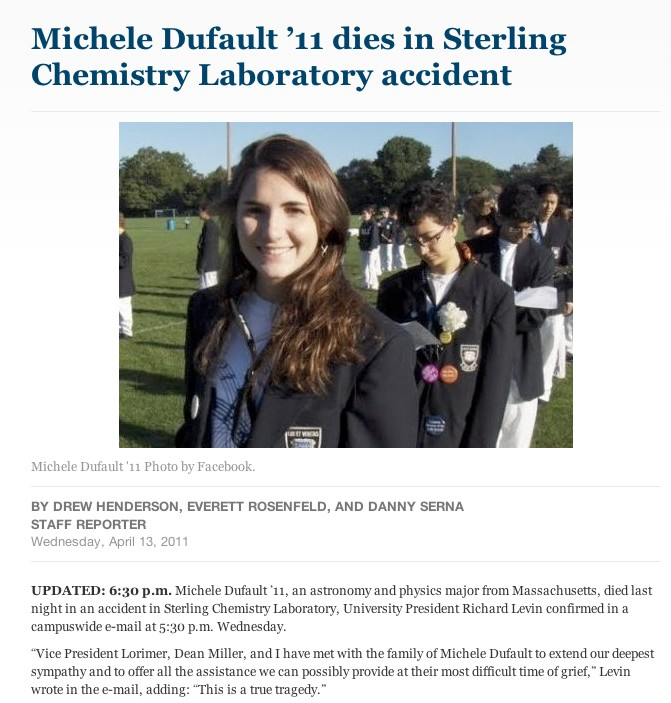 Michele Dufault ’11 dies in Sterling
Chemistry Laboratory accident
Michele Dufault '11 Photo by Facebook.
BY DREW HENDERSON, EVERETT ROSENFELD, AND DANNY SERNA
STAFF REPORTER
Wednesday, April 13, 2011
UPDATED: 6:30 p.m. Michele Dufault ’11, an astronomy and physics major from Massachusetts, died last
night in an accident in Sterling Chemistry Laboratory, University President Richard Levin confirmed in a
campuswide e-mail at 5:30 p.m. Wednesday.
“Vice President Lorimer, Dean Miller, and I have met with the family of Michele Dufault to extend our deepest
sympathy and to offer all the assistance we can possibly provide at their most difficult time of grief,” Levin
wrote in the e-mail, adding: “This is a true tragedy.”